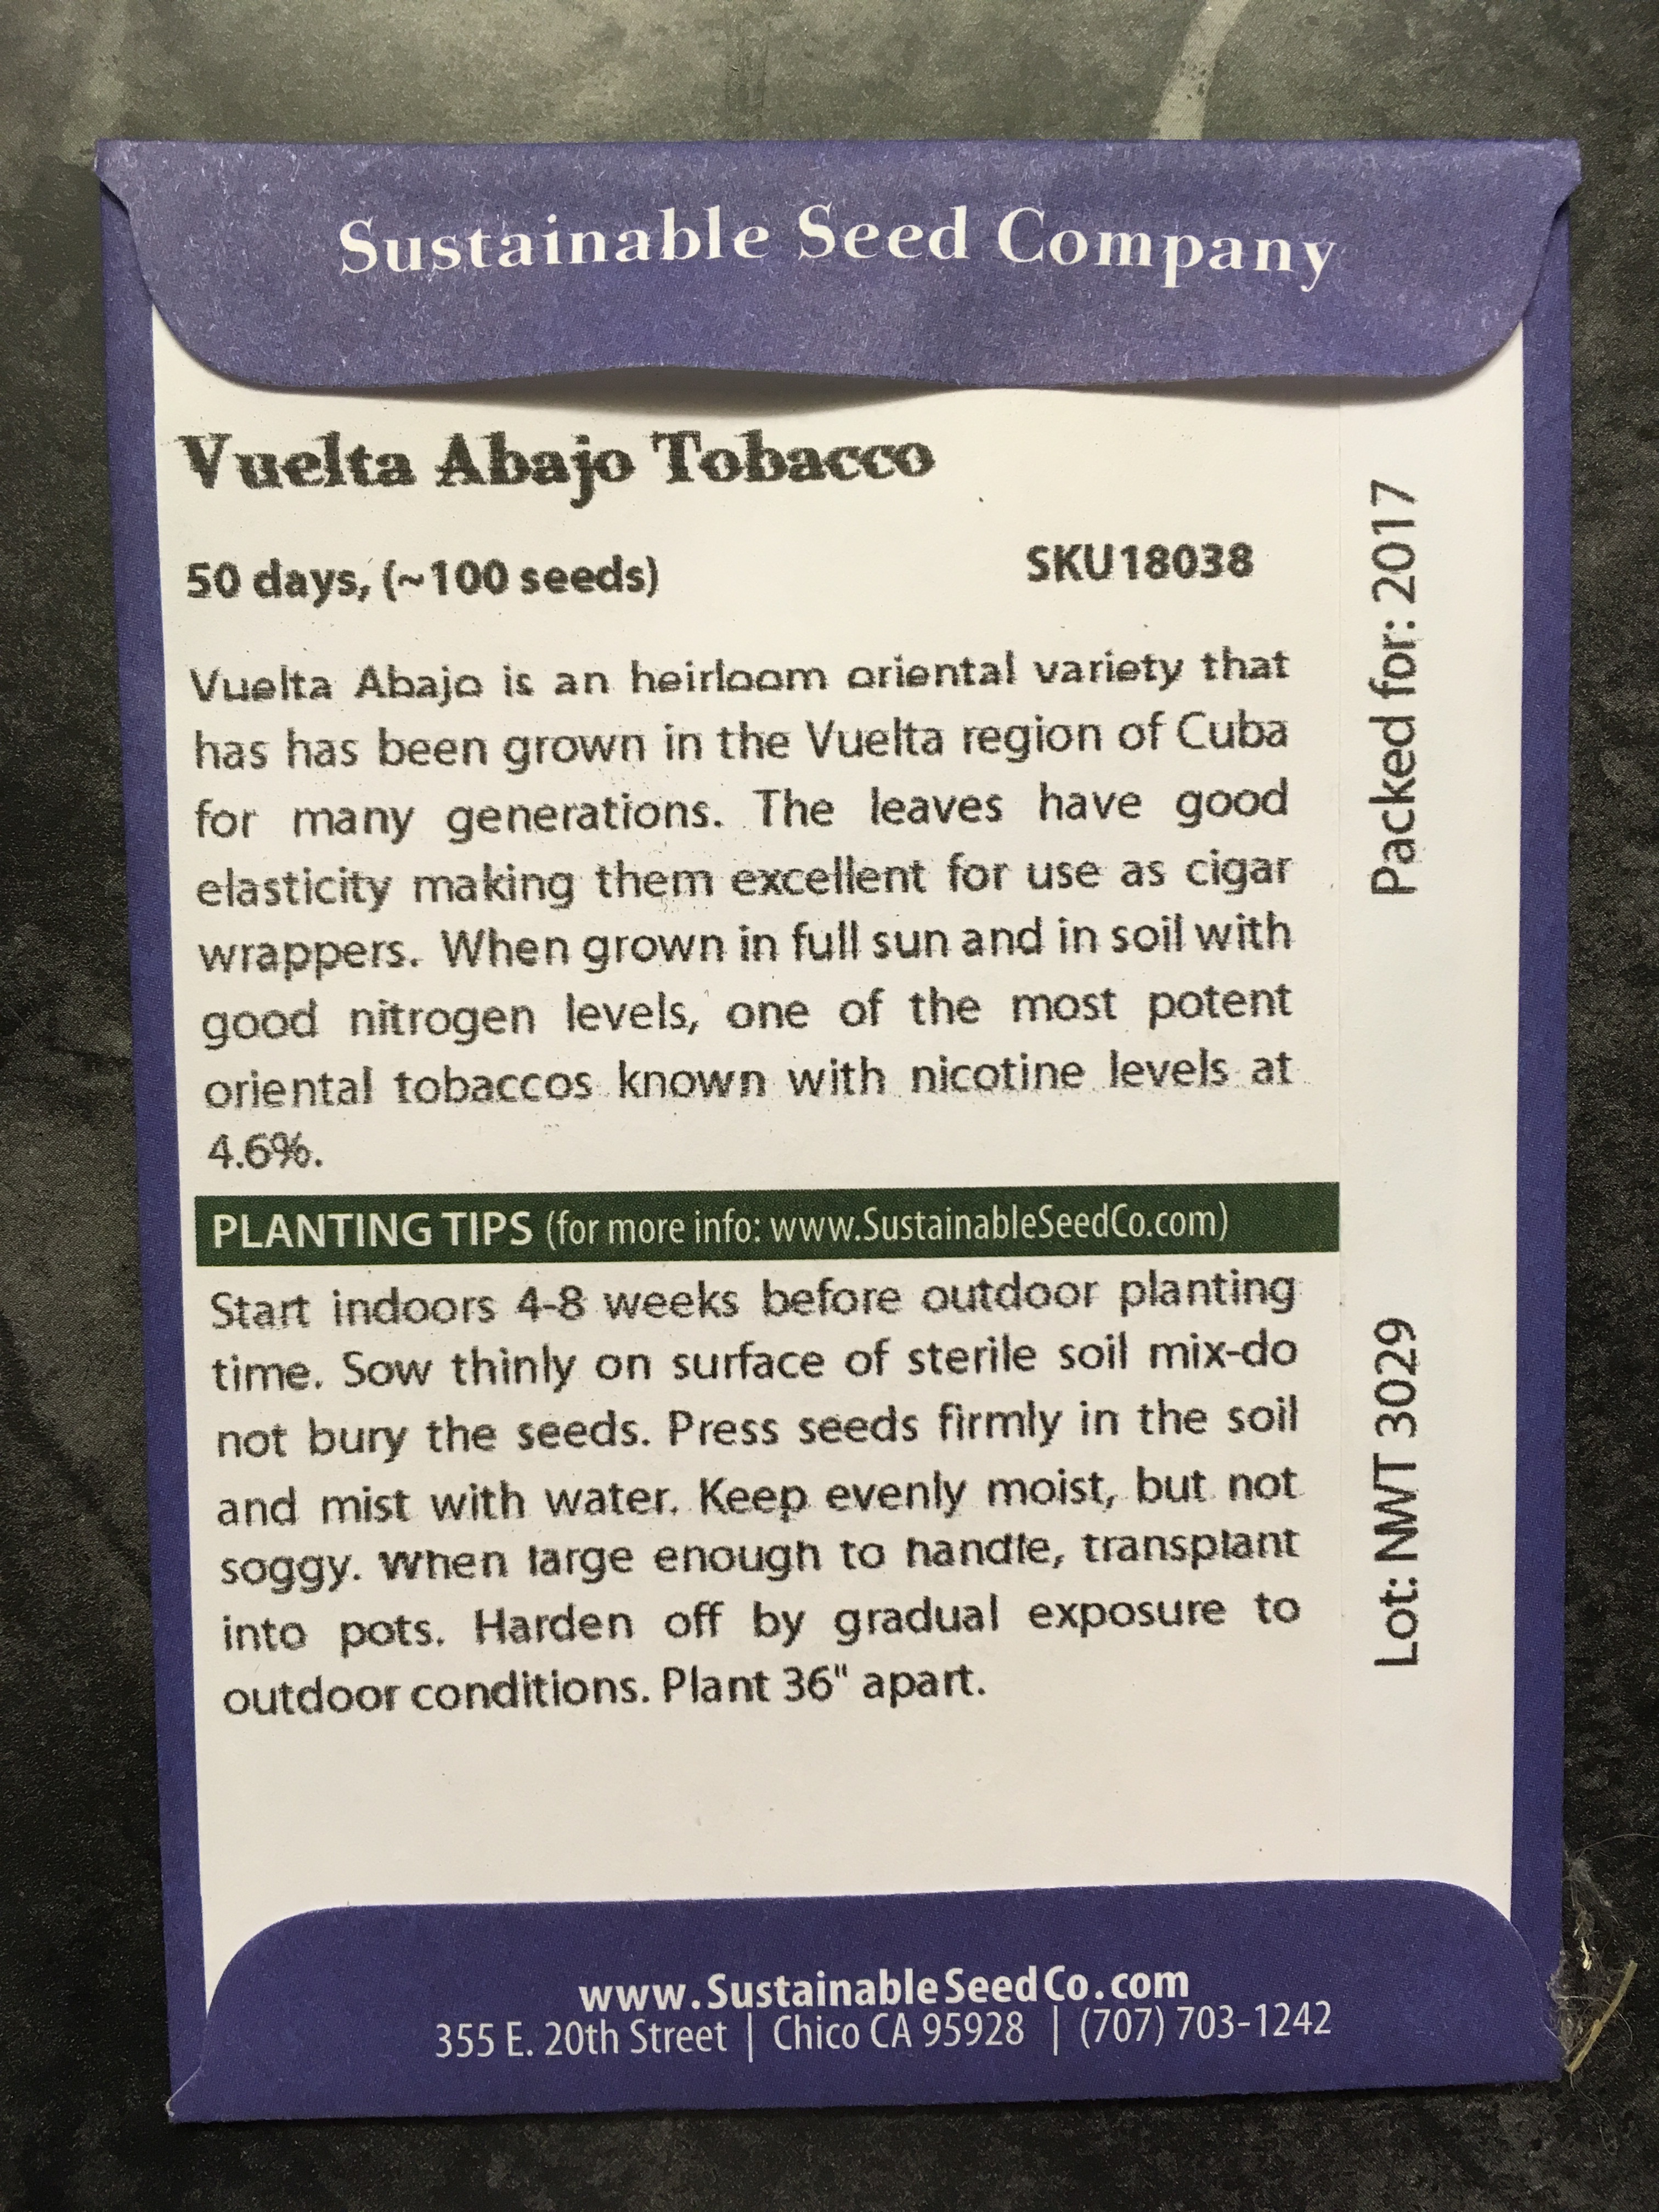 Sustainable Seed Company
Vuelta Abajo Tobacco
50 days, (~100 seeds) SKU18038
Vuelta Abajo is an heirloom oriental variety that
has has been grown in the Vuelta region of Cuba
for many generations. The leaves have good
elasticity making them excellent for use as cigar
wrappers. When grown in full sun and in soil with
good nitrogen levels, one of the most potent
oriental tobaccos known with nicotine levels at
4.6%.
PLANTING TIPS (for more info: www.SustainableSeedCo.com)
Start indoors 4-8 weeks before outdoor planting
time. Sow thinly on surface of sterile soil mix-do
not bury the seeds. Press seeds firmly in the soil
and mist with water. Keep evenly moist, but not
soggy. When large enough to handle, transplant
into pots. Harden off by gradual exposure to
outdoor conditions. Plant 36" apart.
Packed for: 2017
Lot: NWT 3029
www.SustainableSeedCo.com
355 E. 20th Street | Chico CA 95928 | (707) 703-1242